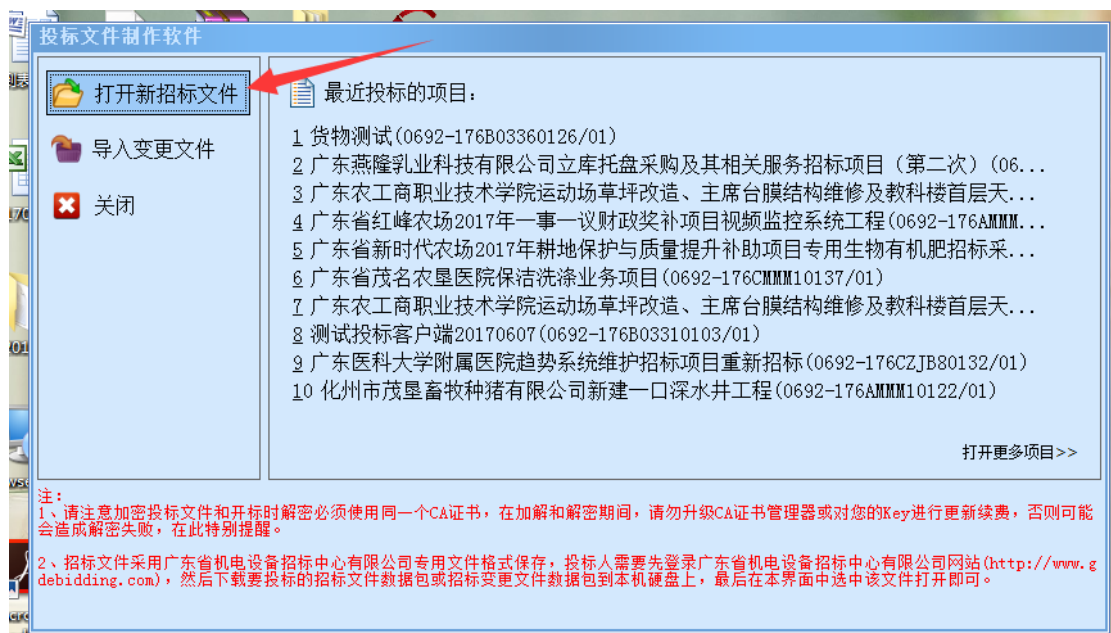 投标文件制作软件
打开新招标文件
导入变更文件
关闭
最近投标的项目:
1 货物测试(0692-176B03360126/01)
2 广东燕隆乳业科技有限公司立库托盘采购及其相关服务招标项目（第二次）(06...
3 广东农工商职业技术学院运动场草坪改造、主席台膜结构维修及教科楼首层天...
4 广东省红峰农场2017年一事一议财政奖补项目视频监控系统工程(0692-176AMMM...
5 广东省新时代农场2017年耕地保护与质量提升补助项目专用生物有机肥招标采...
6 广东省茂名农垦医院保洁洗涤业务项目(0692-176CMMM10137/01)
7 广东农工商职业技术学院运动场草坪改造、主席台膜结构维修及教科楼首层天...
8 测试投标客户端20170607(0692-176B03310103/01)
9 广东医科大学附属医院趋势系统维护招标项目重新招标(0692-176CZJB80132/01)
10 化州市茂垦畜牧种猪有限公司新建一口深水井工程(0692-176AMMM10122/01)
打开更多项目>>
注:
1、请注意加密投标文件和开标时解密必须使用同一个CA证书，在加解和解密期间，请勿升级CA证书管理器或对您的Key进行更新续费，否则可能
会造成解密失败，在此特别提醒。
2、招标文件采用广东省机电设备招标中心有限公司专用文件格式保存，投标人需要先登录广东省机电设备招标中心有限公司网站(http://www.g
debidding.com)，然后下载要投标的招标文件数据包或招标变更文件数据包到本机硬盘上，最后在本界面中选中该文件打开即可。